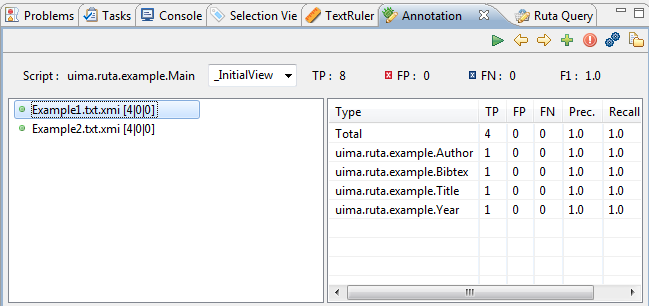 Problems Tasks Console Selection Vie TextRuler Annotation Ruta Query
Script : uima.ruta.example.Main _InitialView TP : 8 FP : 0 FN : 0 F1 : 1.0
Example1.txt.xmi [4|0|0]
Example2.txt.xmi [4|0|0]
Type TP FP FN Prec. Recall
Total 4 0 0 1.0 1.0
uima.ruta.example.Author 1 0 0 1.0 1.0
uima.ruta.example.Bibtex 1 0 0 1.0 1.0
uima.ruta.example.Title 1 0 0 1.0 1.0
uima.ruta.example.Year 1 0 0 1.0 1.0